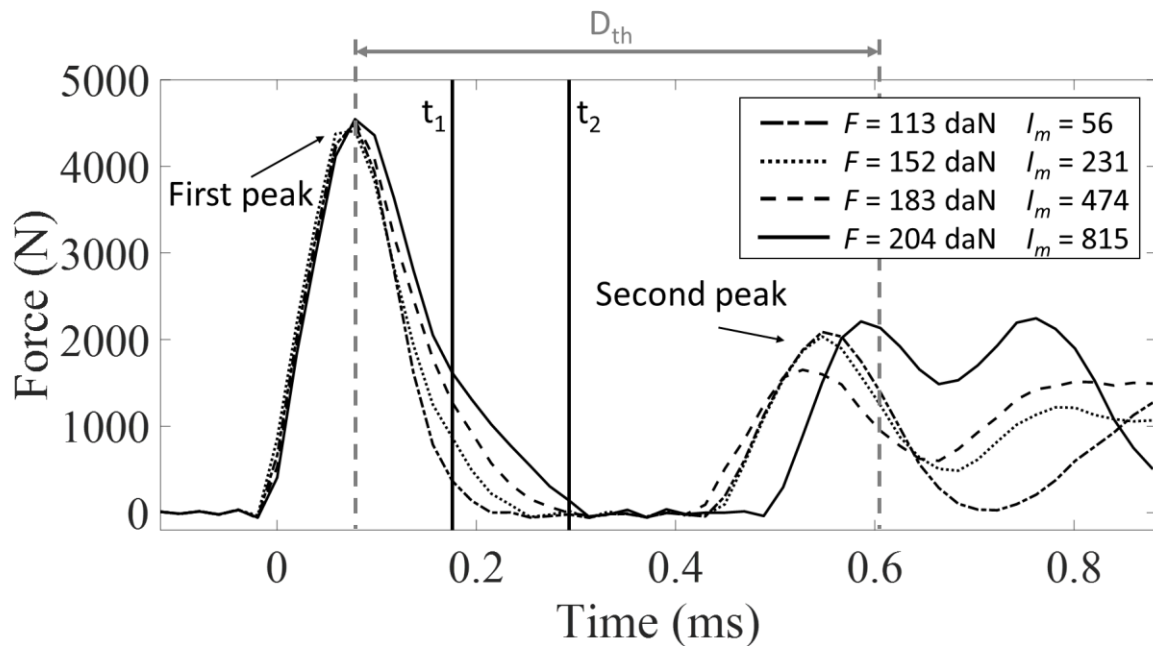 D_th
5000
4000
3000
2000
1000
0
Force (N)
t_1
t_2
First peak
Second peak
F = 113 daN I_m = 56
F = 152 daN I_m = 231
F = 183 daN I_m = 474
F = 204 daN I_m = 815
0 0.2 0.4 0.6 0.8
Time (ms)